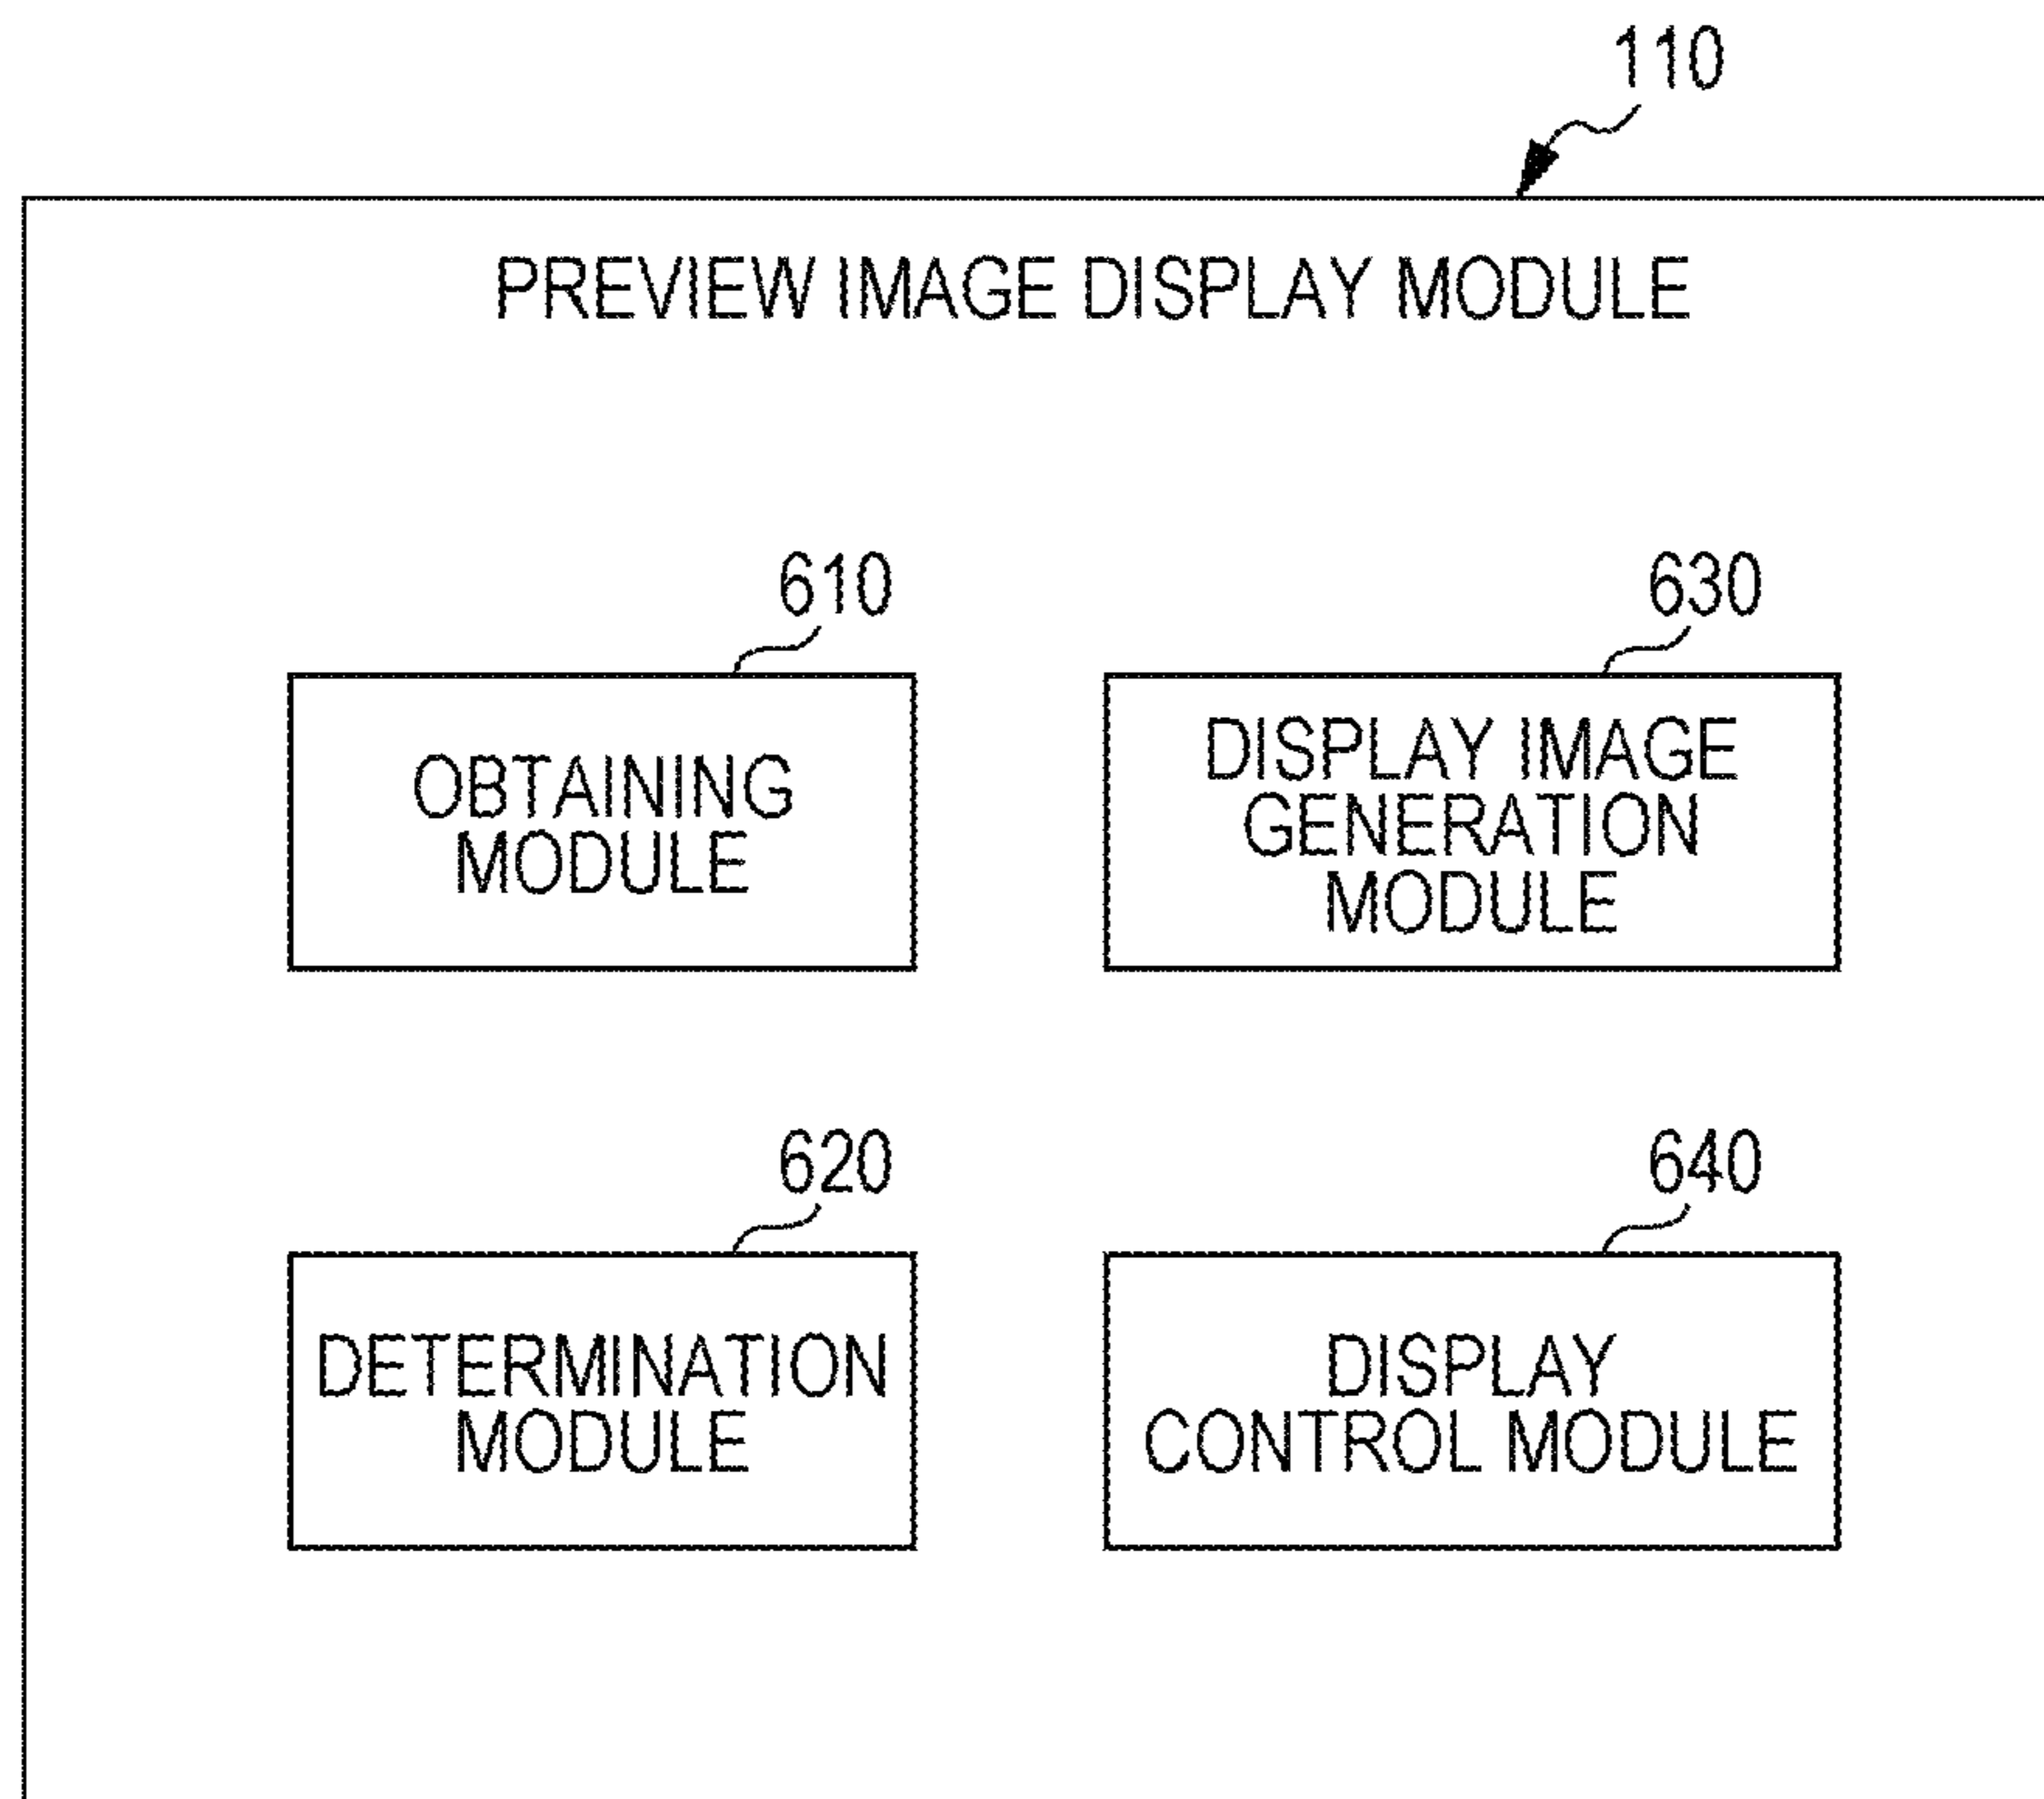 110
PREVIEW IMAGE DISPLAY MODULE
610
OBTAINING
MODULE
630
DISPLAY IMAGE
GENERATION
MODULE
620
DETERMINATION
MODULE
640
DISPLAY
CONTROL MODULE